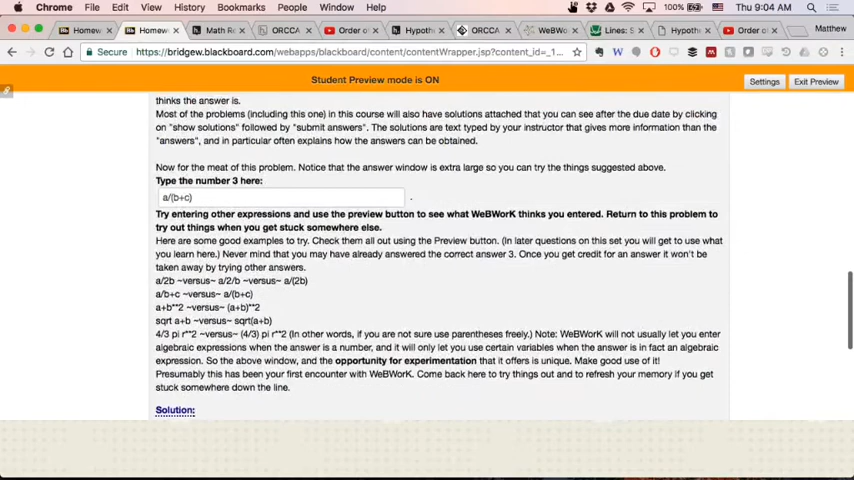 Chrome File Edit View History Bookmarks People Window Help 100% Thu 9:04 AM
Homew Homew Math Re ORCCA Order of Hypothe ORCCA WeBWo Lines: S Hypothe Order of Matthew
Secure https://bridgew.blackboard.com/webapps/blackboard/content/contentWrapper.jsp?content_id=_1...
Student Preview mode is ON Settings Exit Preview
thinks the answer is.
Most of the problems (including this one) in this course will also have solutions attached that you can see after the due date by clicking
on "show solutions" followed by "submit answers". The solutions are text typed by your instructor that gives more information than the
"answers", and in particular often explains how the answers can be obtained.
Now for the meat of this problem. Notice that the answer window is extra large so you can try the things suggested above.
Type the number 3 here:
a/(b+c) .
Try entering other expressions and use the preview button to see what WeBWorK thinks you entered. Return to this problem to
try out things when you get stuck somewhere else.
Here are some good examples to try. Check them all out using the Preview button. (In later questions on this set you will get to use what
you learn here.) Never mind that you may have already answered the correct answer 3. Once you get credit for an answer it won't be
taken away by trying other answers.
a/2b ~versus~ a/2/b ~versus~ a/(2b)
a/b+c ~versus~ a/(b+c)
a+b**2 ~versus~ (a+b)**2
sqrt a+b ~versus~ sqrt(a+b)
4/3 pi r**2 ~versus~ (4/3) pi r**2 (In other words, if you are not sure use parentheses freely.) Note: WeBWorK will not usually let you enter
algebraic expressions when the answer is a number, and it will only let you use certain variables when the answer is in fact an algebraic
expression. So the above window, and the opportunity for experimentation that it offers is unique. Make good use of it!
Presumably this has been your first encounter with WeBWorK. Come back here to try things out and to refresh your memory if you get
stuck somewhere down the line.
Solution: